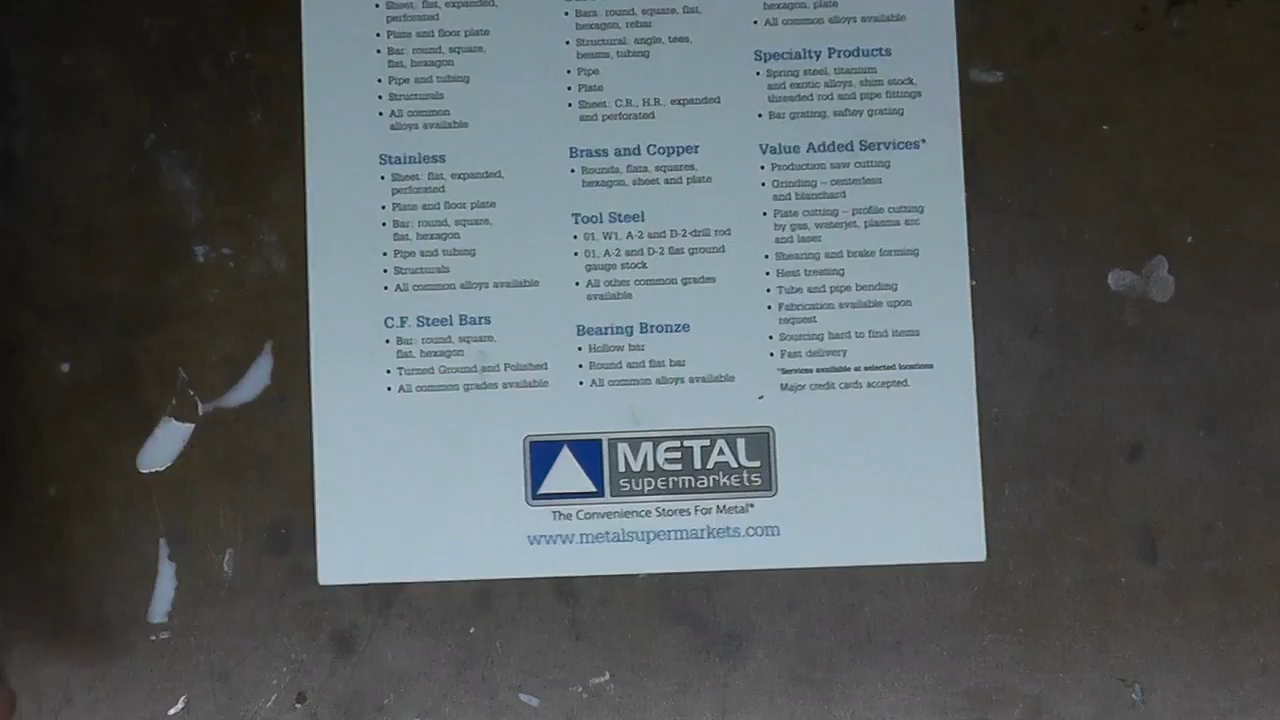 • Sheet: flat, expanded,
perforated
• Plate and floor plate
• Bar: round, square,
flat, hexagon
• Pipe and tubing
• Structurals
• All common
alloys available
Stainless
• Sheet: flat, expanded,
perforated
• Plate and floor plate
• Bar: round, square,
flat, hexagon
• Pipe and tubing
• Structurals
• All common alloys available
C.F. Steel Bars
• Bar: round, square,
flat, hexagon
• Turned Ground and Polished
• All common grades available
• Bars: round, square, flat,
hexagon, rebar
• Structural: angle, tees,
beams, tubing
• Pipe
• Plate
• Sheet: C.R., H.R., expanded
and perforated
Brass and Copper
• Rounds, flats, squares,
hexagon, sheet and plate
Tool Steel
• 01, W1, A-2 and D-2-drill rod
• 01, A-2 and D-2 flat ground
gauge stock
• All other common grades
available
Bearing Bronze
• Hollow bar
• Round and flat bar
• All common alloys available
hexagon, plate
• All common alloys available
Specialty Products
• Spring steel, titanium
and exotic alloys, shim stock,
threaded rod and pipe fittings
• Bar grating, saftey grating
Value Added Services*
• Production saw cutting
• Grinding – centerless
and blanchard
• Plate cutting – profile cutting
by gas, waterjet, plasma arc
and laser
• Shearing and brake forming
• Heat treating
• Tube and pipe bending
• Fabrication available upon
request
• Sourcing hard to find items
• Fast delivery
*Services available at selected locations
Major credit cards accepted.
METAL
supermarkets
The Convenience Stores For Metal®
www.metalsupermarkets.com